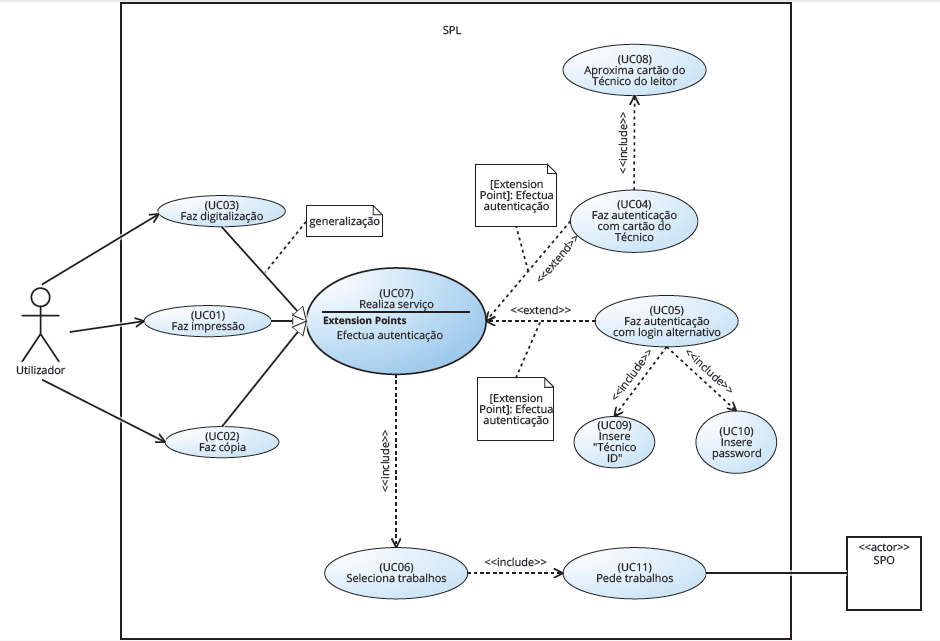 SPL
(UC08)
Aproxima cartão do
Técnico do leitor
<<include>>
[Extension
Point]: Efectua
autenticação
(UC04)
Faz autenticação
com cartão do
Técnico
(UC03)
Faz digitalização
generalização
<<extend>>
(UC07)
Realiza serviço
Extension Points
Efectua autenticação
<<extend>>
(UC05)
Faz autenticação
com login alternativo
(UC01)
Faz impressão
Utilizador
<<include>>
<<include>>
[Extension
Point]: Efectua
autenticação
(UC09)
Insere
"Técnico
ID"
(UC10)
Insere
password
(UC02)
Faz cópia
<<include>>
(UC06)
Seleciona trabalhos
<<include>>
(UC11)
Pede trabalhos
<<actor>>
SPO